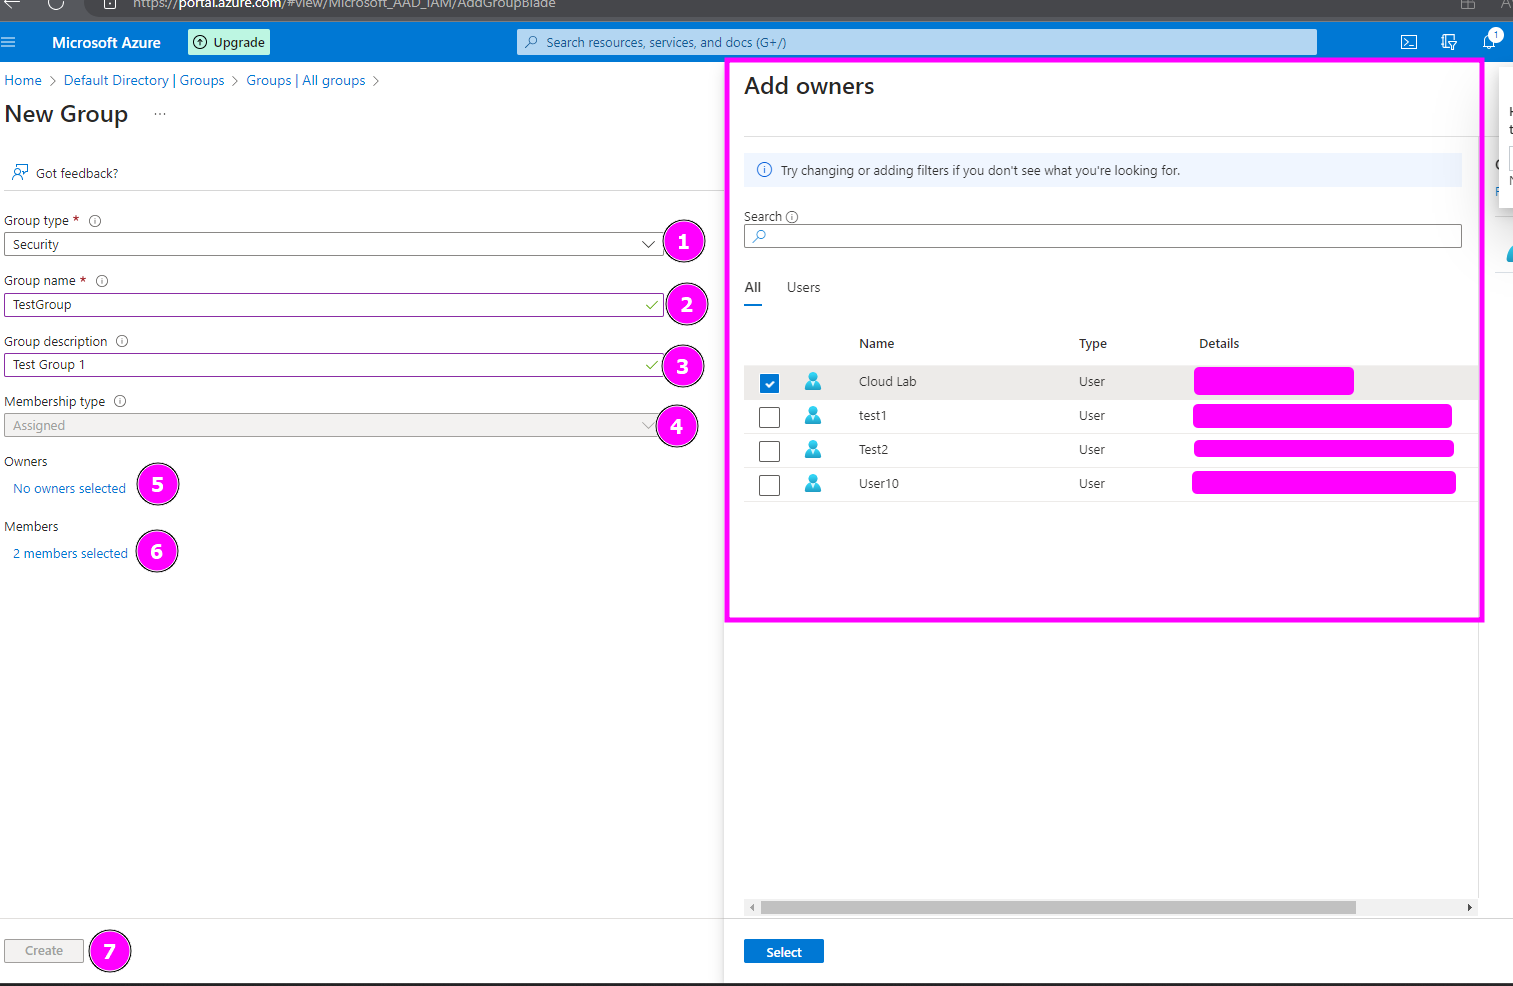 https://portal.azure.com/#view/Microsoft_AAD_IAM/AddGroupBlade
Microsoft Azure
Upgrade
Search resources, services, and docs (G+/)
1
Home > Default Directory | Groups > Groups | All groups >
New Group ...
Got feedback?
Group type *
Security
1
Group name *
TestGroup
2
Group description
Test Group 1
3
Membership type
Assigned
4
Owners
No owners selected
5
Members
2 members selected
6
Create
7
Add owners
Try changing or adding filters if you don't see what you're looking for.
Search
All Users
Name Type Details
Cloud Lab User
test1 User
Test2 User
User10 User
Select